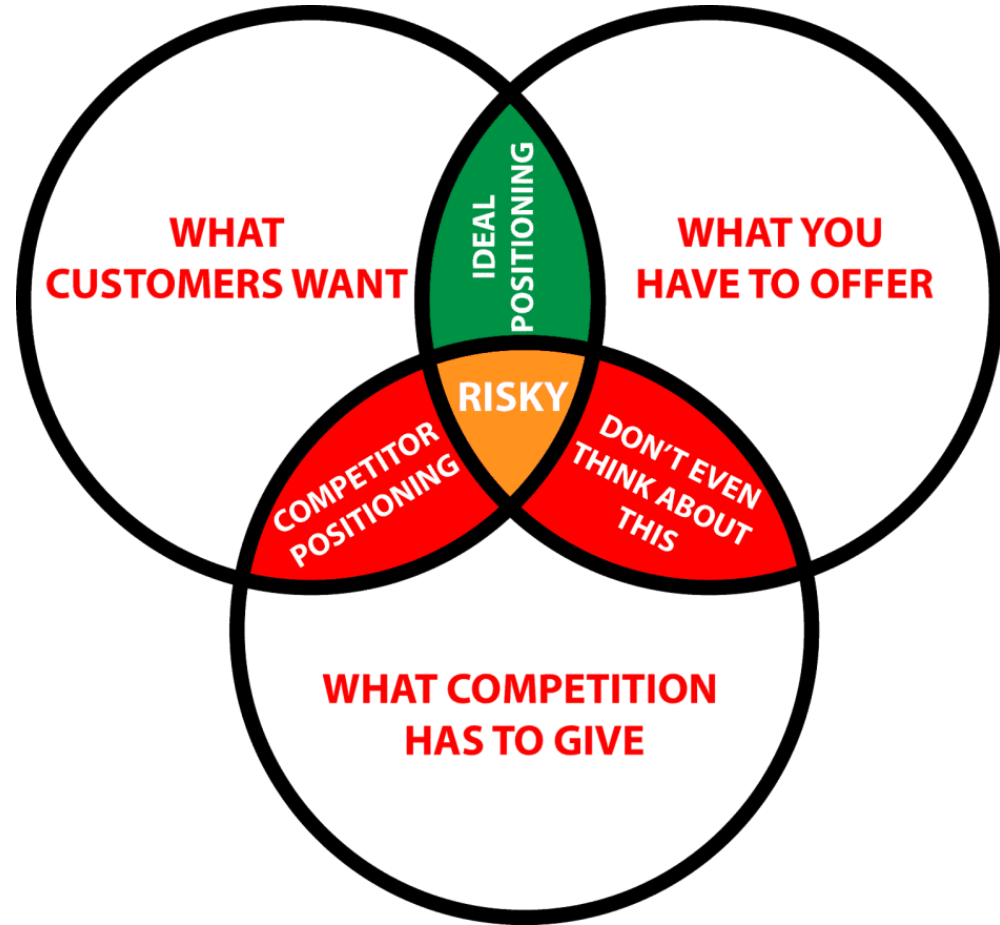 WHAT
CUSTOMERS WANT
IDEAL
POSITIONING
WHAT YOU
HAVE TO OFFER
RISKY
COMPETITOR
POSITIONING
DON'T EVEN
THINK ABOUT
THIS
WHAT COMPETITION
HAS TO GIVE